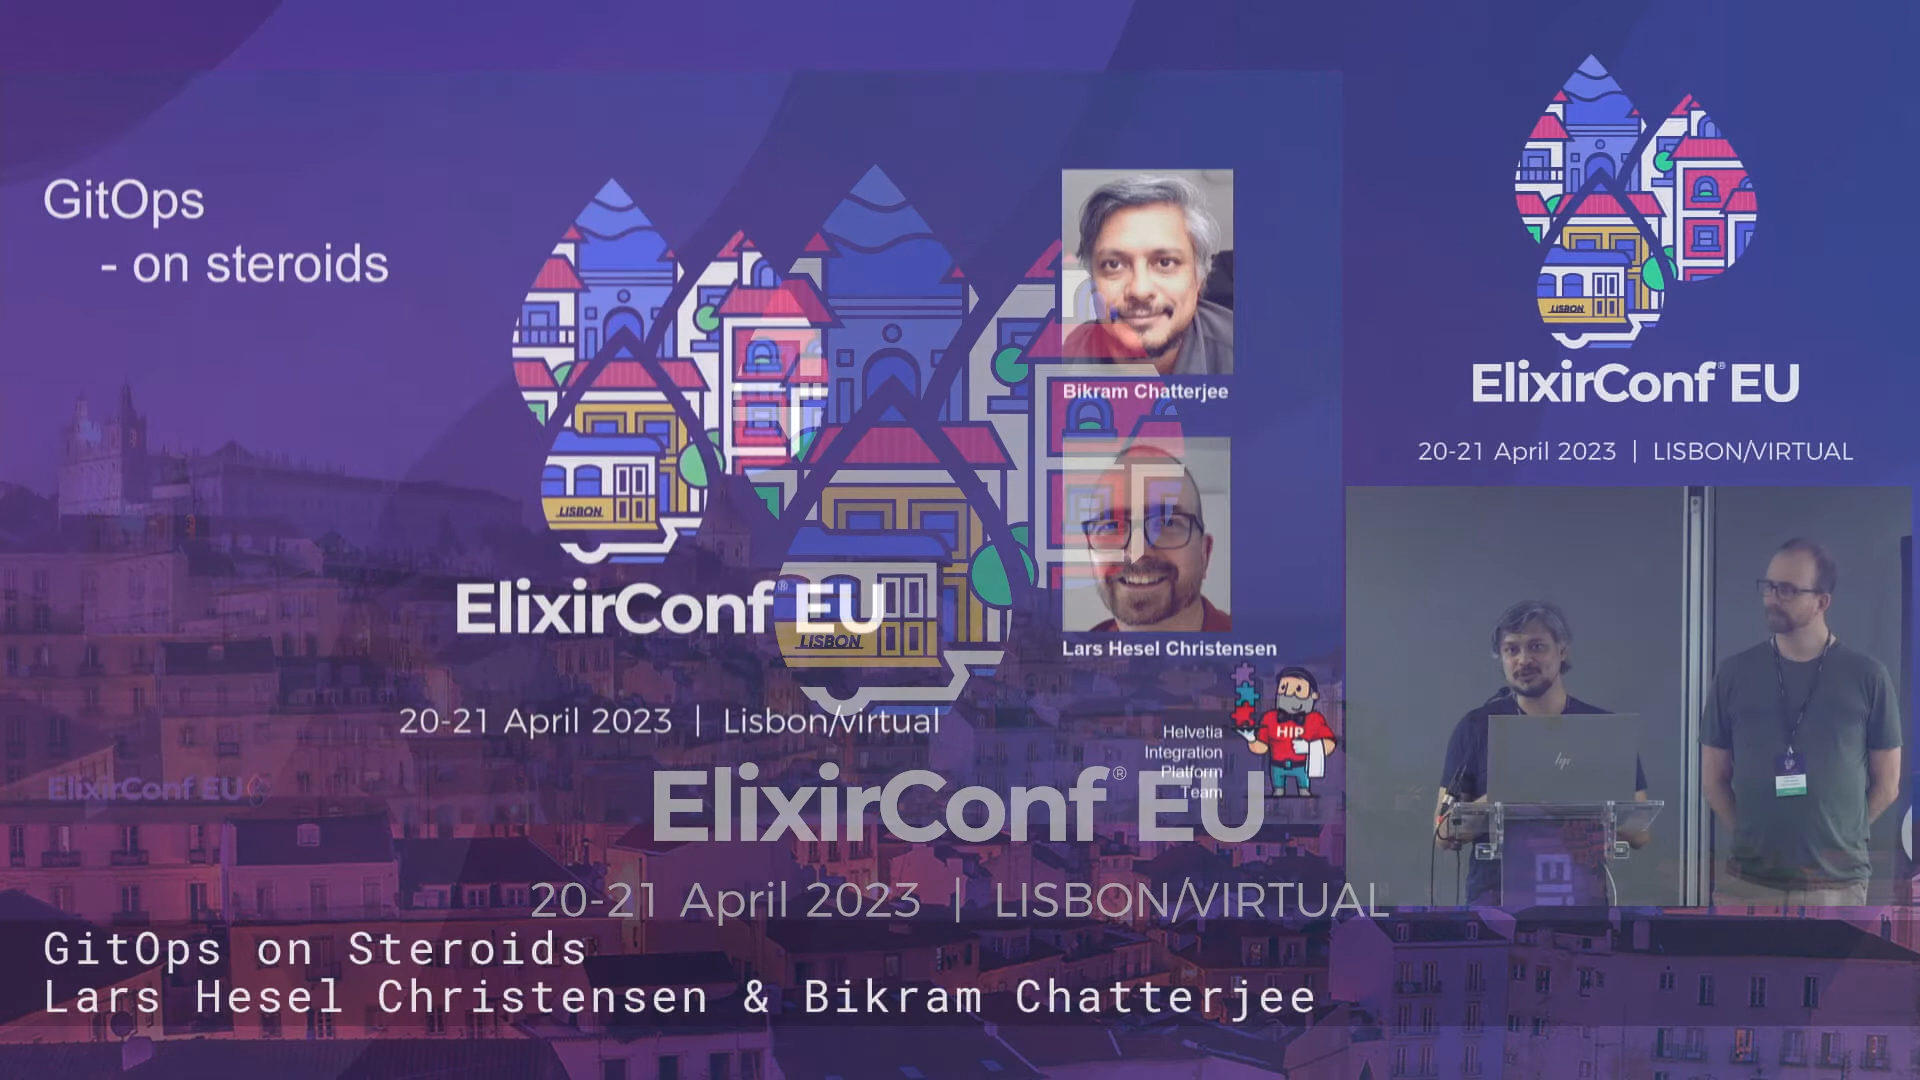 GitOps
- on steroids
LISBON
ElixirConf® EU
20-21 April 2023 | Lisbon/virtual
ElixirConf EU
Bikram Chatterjee
Lars Hesel Christensen
HIP
Helvetia
Integration
Platform
Team
LISBON
ElixirConf® EU
20-21 April 2023 | LISBON/VIRTUAL
LISBON
ElixirConf® EU
20-21 April 2023 | LISBON/VIRTUAL
hp
GitOps on Steroids
Lars Hesel Christensen & Bikram Chatterjee